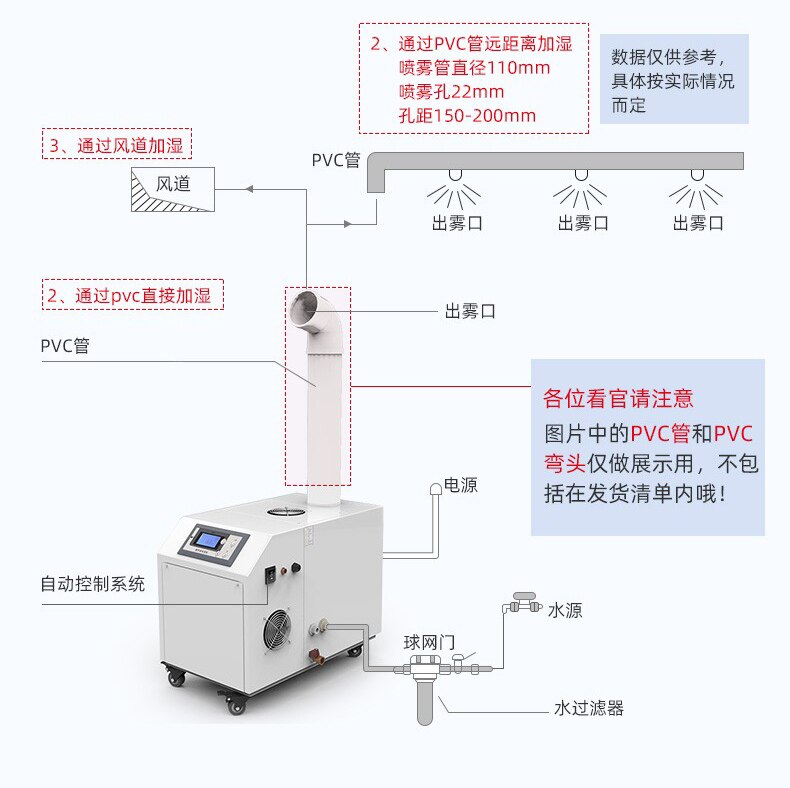 2、通过PVC管远距离加湿
喷雾管直径110mm
喷雾孔22mm
孔距150-200mm
数据仅供参考，
具体按实际情况
而定
3、通过风道加湿
PVC管
风道
出雾口
出雾口
出雾口
2、通过pvc直接加湿
出雾口
PVC管
各位看官请注意
图片中的PVC管和PVC
弯头仅做展示用，不包
括在发货清单内哦！
电源
自动控制系统
水源
球网门
水过滤器